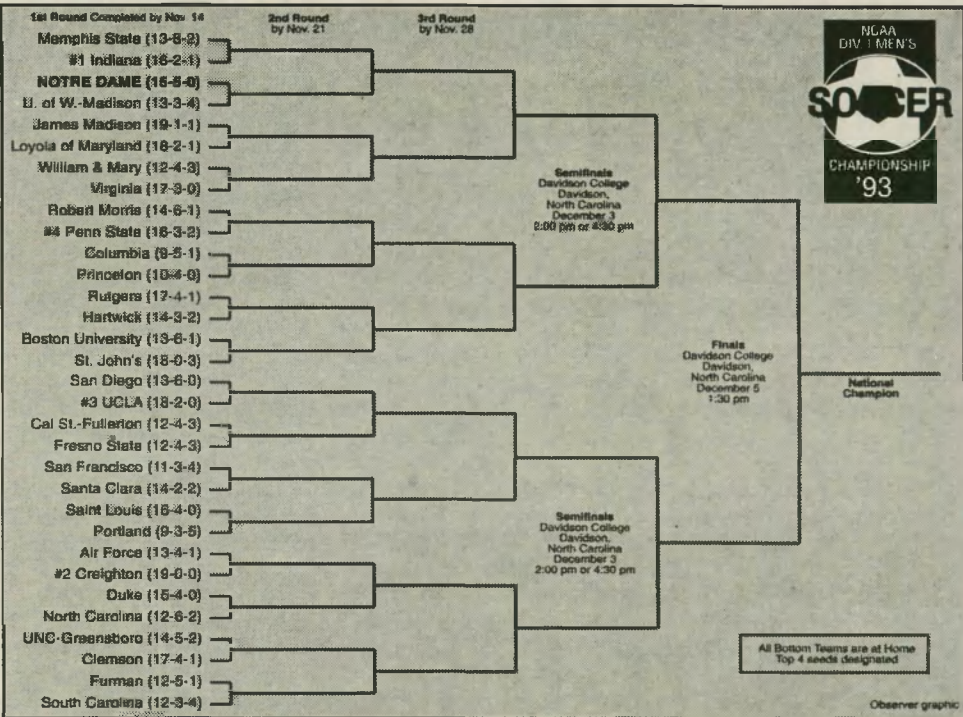 1st Round Completed by Nov. 14
2nd Round
by Nov. 21
3rd Round
by Nov. 28
NCAA
DIV I MEN'S
SOCCER
CHAMPIONSHIP
'93
Memphis State (13-8-2)
#1 Indiana (16-2-1)
NOTRE DAME (15-5-0)
U. of W.-Madison (13-3-4)
James Madison (19-1-1)
Loyola of Maryland (18-2-1)
William & Mary (12-4-3)
Virginia (17-3-0)
Robert Morris (14-6-1)
#4 Penn State (16-3-2)
Columbia (9-5-1)
Princeton (10-4-0)
Rutgers (17-4-1)
Hartwick (14-3-2)
Boston University (13-6-1)
St. John's (18-0-3)
San Diego (13-6-0)
#3 UCLA (18-2-0)
Cal St.-Fullerton (12-4-3)
Fresno State (12-4-3)
San Francisco (11-3-4)
Santa Clara (14-2-2)
Saint Louis (16-4-0)
Portland (9-3-5)
Air Force (13-4-1)
#2 Creighton (19-0-0)
Duke (15-4-0)
North Carolina (12-6-2)
UNC-Greensboro (14-5-2)
Clemson (17-4-1)
Furman (12-5-1)
South Carolina (12-3-4)
Semifinals
Davidson College
Davidson,
North Carolina
December 3
2:00 pm or 4:30 pm
Finals
Davidson College
Davidson,
North Carolina
December 5
1:30 pm
National
Champion
Semifinals
Davidson College
Davidson,
North Carolina
December 3
2:00 pm or 4:30 pm
All Bottom Teams are at Home
Top 4 seeds designated
Observer graphic